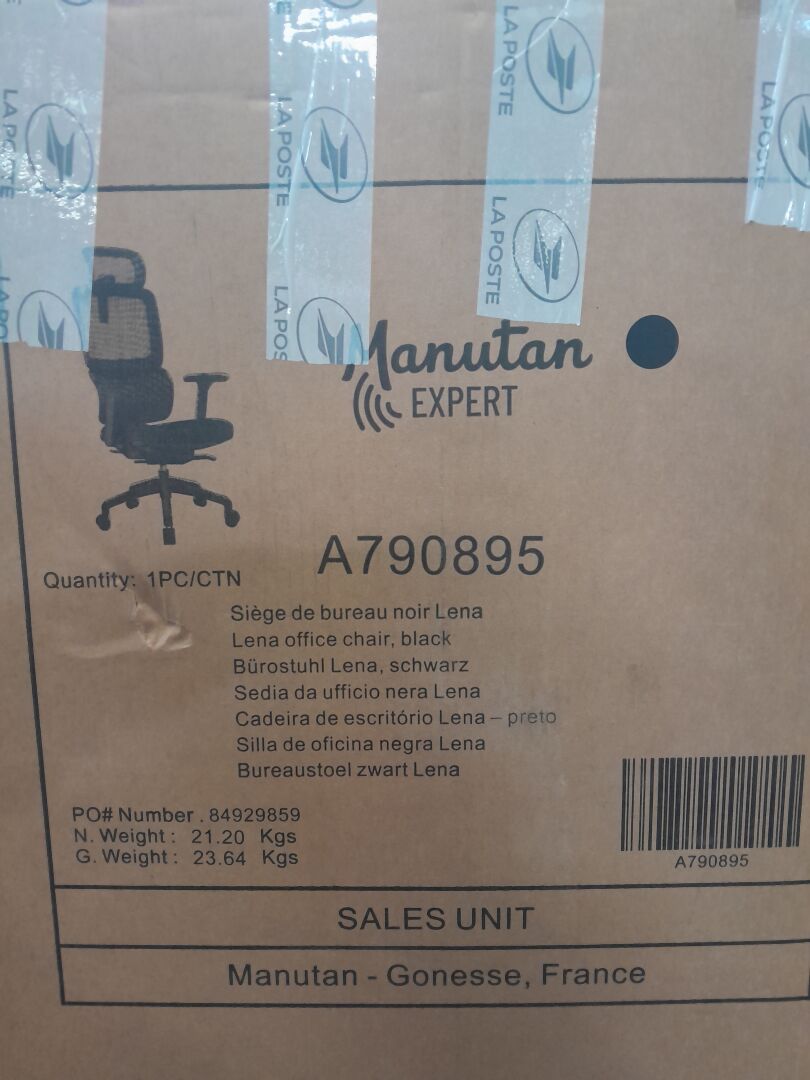 LA POSTE
LA POSTE
LA POSTE
LA POSTE
LA POSTE
Manutan
EXPERT
A790895
Quantity: 1PC/CTN
Siège de bureau noir Lena
Lena office chair, black
Bürostuhl Lena, schwarz
Sedia da ufficio nera Lena
Cadeira de escritório Lena – preto
Silla de oficina negra Lena
Bureaustoel zwart Lena
PO# Number . 84929859
N. Weight : 21.20 Kgs
G. Weight : 23.64 Kgs
A790895
SALES UNIT
Manutan - Gonesse, France